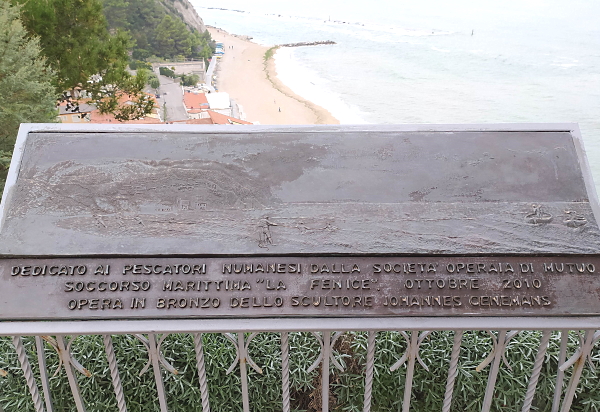 DEDICATO AI PESCATORI NUMANESI DALLA SOCIETA OPERAIA DI MUTUO
SOCCORSO MARITTIMA "LA FENICE" OTTOBRE 2010
OPERA IN BRONZO DELLO SCULTORE JOHANNES GENEMANS